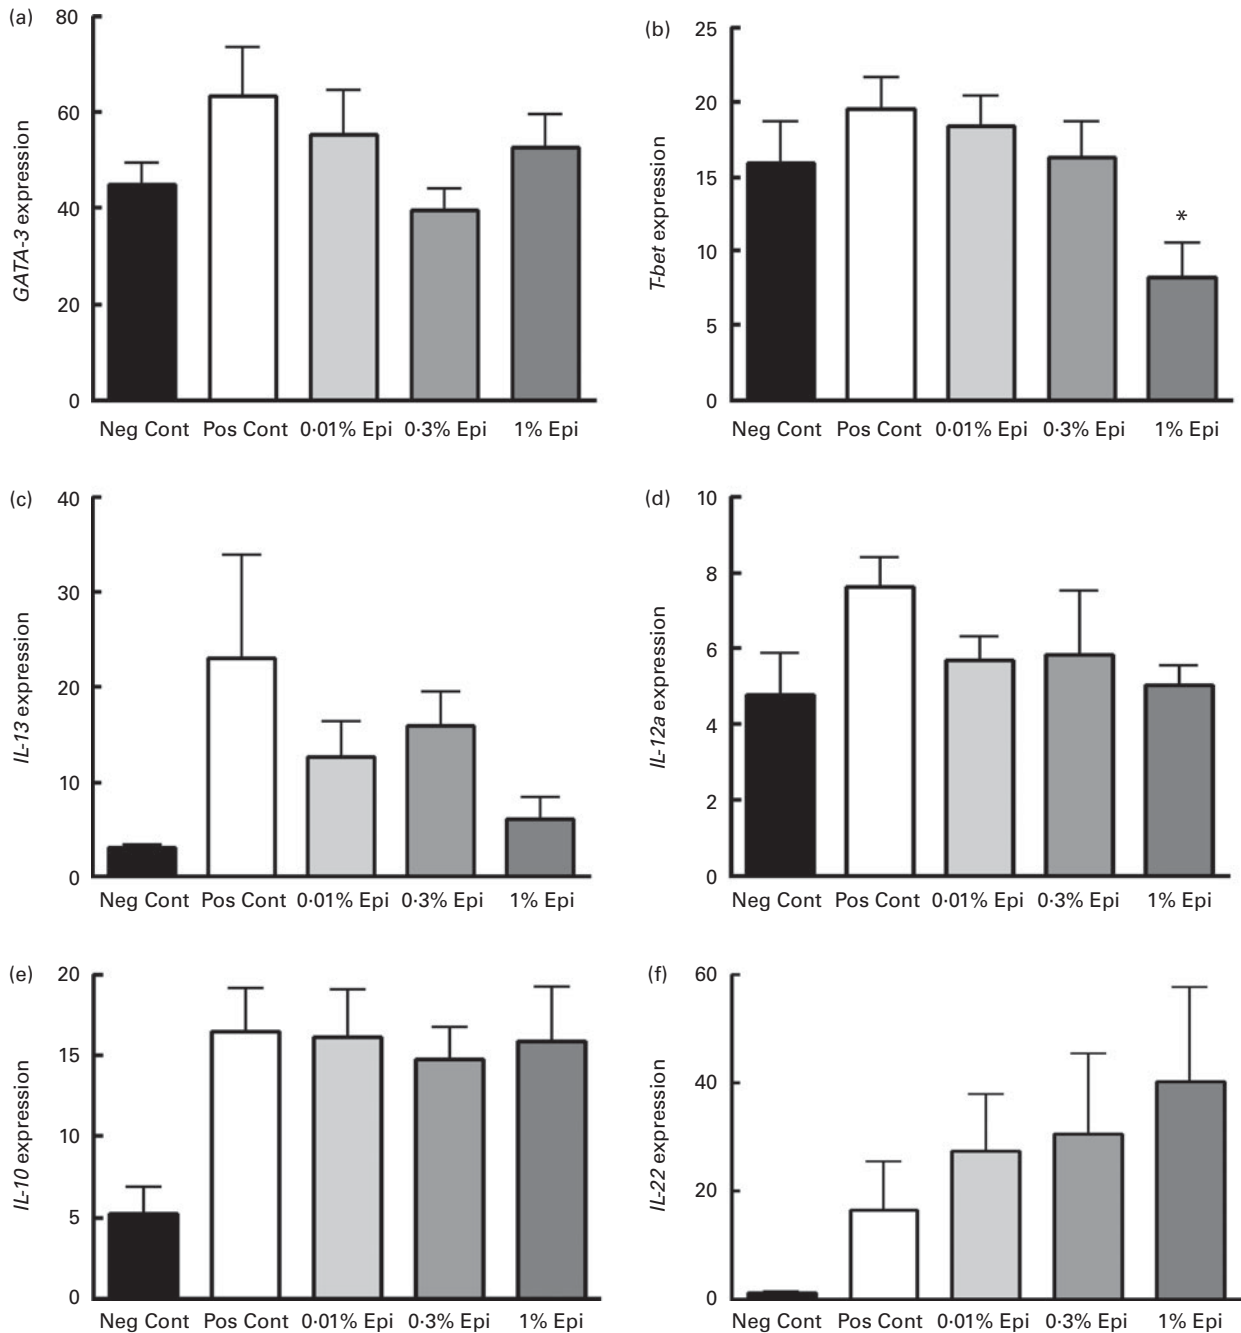 (a)
80
60
40
20
0
GATA-3 expression
Neg Cont Pos Cont 0·01% Epi 0·3% Epi 1% Epi
(b)
25
20
15
10
5
0
T-bet expression
*
Neg Cont Pos Cont 0·01% Epi 0·3% Epi 1% Epi
(c)
40
30
20
10
0
IL-13 expression
Neg Cont Pos Cont 0·01% Epi 0·3% Epi 1% Epi
(d)
10
8
6
4
2
0
IL-12a expression
Neg Cont Pos Cont 0·01% Epi 0·3% Epi 1% Epi
(e)
20
15
10
5
0
IL-10 expression
Neg Cont Pos Cont 0·01% Epi 0·3% Epi 1% Epi
(f)
60
40
20
0
IL-22 expression
Neg Cont Pos Cont 0·01% Epi 0·3% Epi 1% Epi